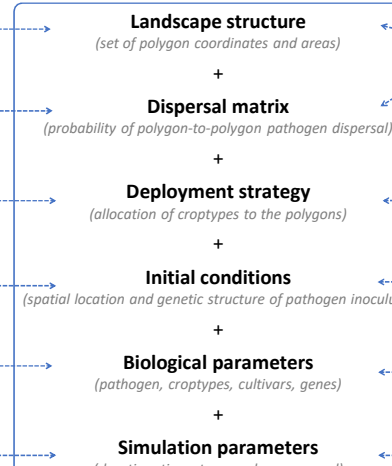 Landscape structure
(set of polygon coordinates and areas)
+
Dispersal matrix
(probability of polygon-to-polygon pathogen dispersal)
+
Deployment strategy
(allocation of croptypes to the polygons)
+
Initial conditions
(spatial location and genetic structure of pathogen
+
Biological parameters
(pathogen, croptypes, cultivars, genes)
+
Simulation parameters